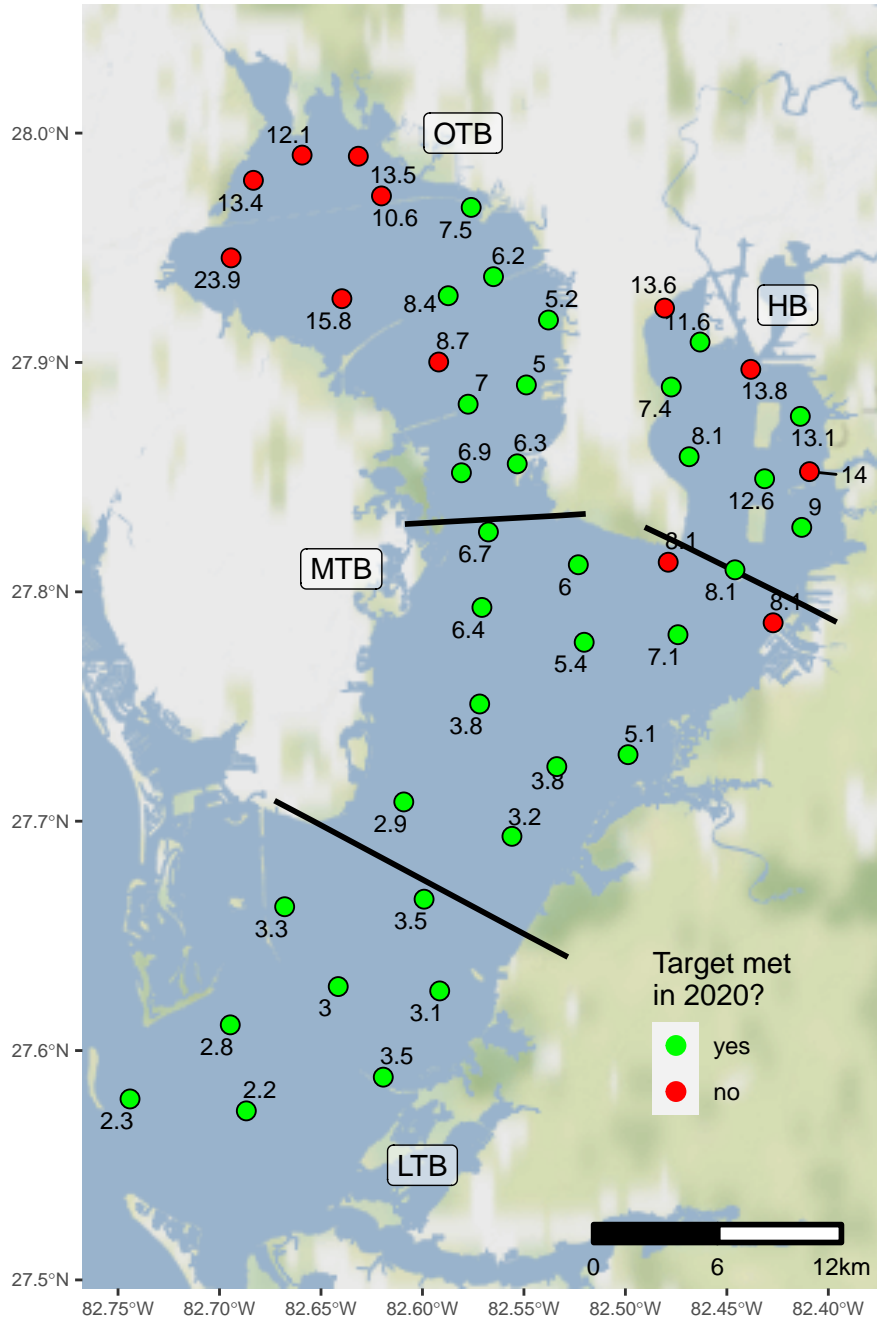 OTB
12.1
28.0°N
13.5
13.4
10.6
7.5
6.2
23.9
8.4
5.2
13.6
HB
15.8
11.6
8.7
27.9°N
5
7
13.8
7.4
13.1
8.1
6.9
6.3
14
12.6
9
6.7
8.1
MTB
6
8.1
27.8°N
8.1
6.4
5.4
7.1
3.8
5.1
3.8
2.9
3.2
27.7°N
3.3
3.5
Target met
in 2020?
3
3.1
2.8
yes
27.6°N
3.5
2.2
no
2.3
LTB
0 6 12km
27.5°N
82.75°W 82.70°W 82.65°W 82.60°W 82.55°W 82.50°W 82.45°W 82.40°W